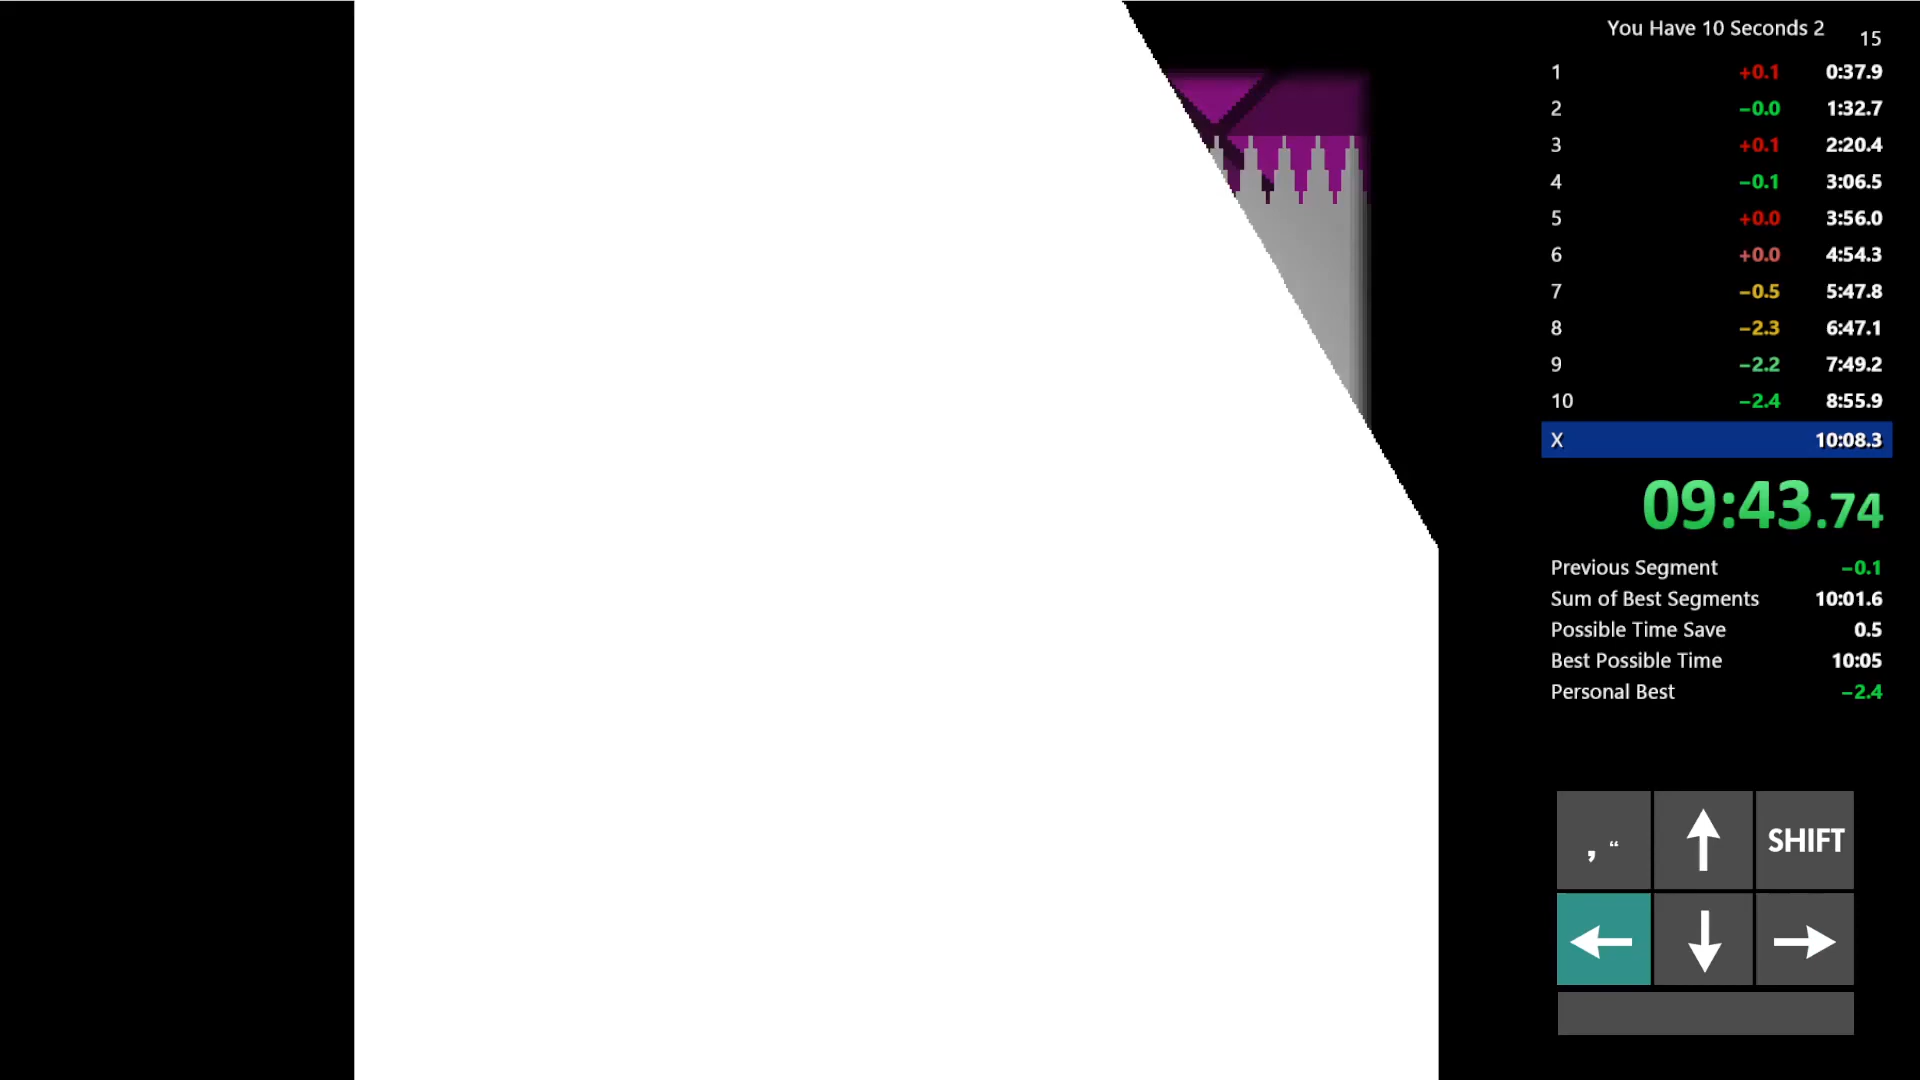 You Have 10 Seconds 2
15
1 +0.1 0:37.9
2 −0.0 1:32.7
3 +0.1 2:20.4
4 −0.1 3:06.5
5 +0.0 3:56.0
6 +0.0 4:54.3
7 −0.5 5:47.8
8 −2.3 6:47.1
9 −2.2 7:49.2
10 −2.4 8:55.9
X 10:08.3
09:43.74
Previous Segment −0.1
Sum of Best Segments 10:01.6
Possible Time Save 0.5
Best Possible Time 10:05
Personal Best −2.4
, “ ↑ SHIFT
← ↓ →